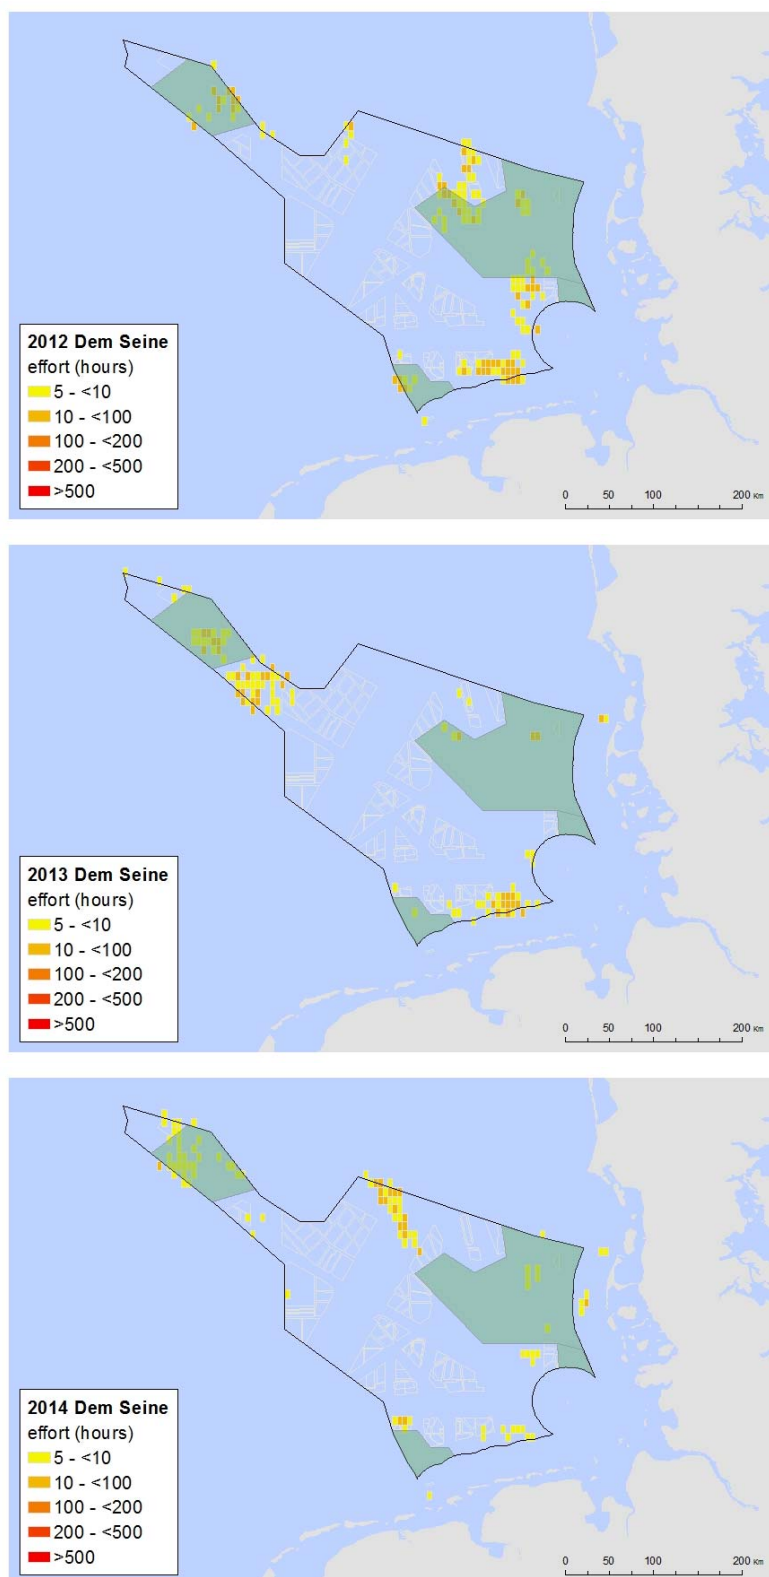 2012 Dem Seine
effort (hours)
5 - <10
10 - <100
100 - <200
200 - <500
>500
0 50 100 200 Km
2013 Dem Seine
effort (hours)
5 - <10
10 - <100
100 - <200
200 - <500
>500
0 50 100 200 Km
2014 Dem Seine
effort (hours)
5 - <10
10 - <100
100 - <200
200 - <500
>500
0 50 100 200 Km